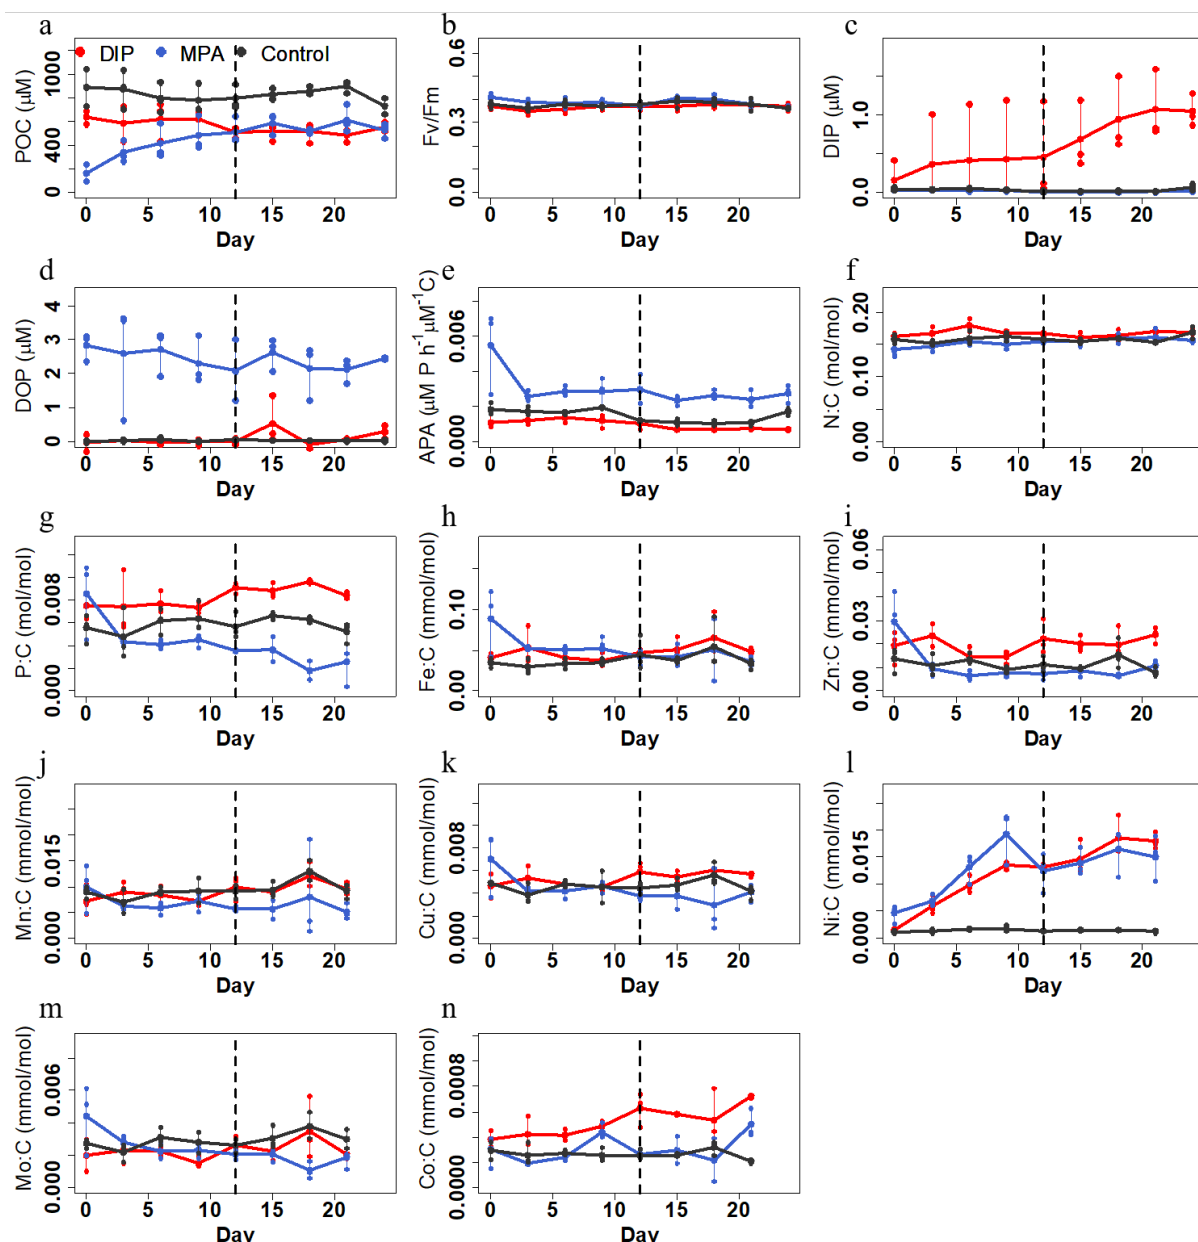 a
b
c
DIP MPA Control
POC (μM)
1000
400
0
0 5 10 15 20
Day
Fv/Fm
0.6
0.3
0.0
0 5 10 15 20
Day
DIP (μM)
1.0
0.0
0 5 10 15 20
Day
d
e
f
DOP (μM)
4
3
2
1
0
0 5 10 15 20
Day
APA (μM P h⁻¹μM⁻¹C)
0.006
0.000
0 5 10 15 20
Day
N:C (mol/mol)
0.20
0.10
0.00
0 5 10 15 20
Day
g
h
i
P:C (mol/mol)
0.008
0.000
0 5 10 15 20
Day
Fe:C (mmol/mol)
0.10
0.00
0 5 10 15 20
Day
Zn:C (mmol/mol)
0.06
0.03
0.00
0 5 10 15 20
Day
j
k
l
Mn:C (mmol/mol)
0.015
0.000
0 5 10 15 20
Day
Cu:C (mmol/mol)
0.008
0.000
0 5 10 15 20
Day
Ni:C (mmol/mol)
0.015
0.000
0 5 10 15 20
Day
m
n
Mo:C (mmol/mol)
0.006
0.000
0 5 10 15 20
Day
Co:C (mmol/mol)
0.0008
0.0000
0 5 10 15 20
Day